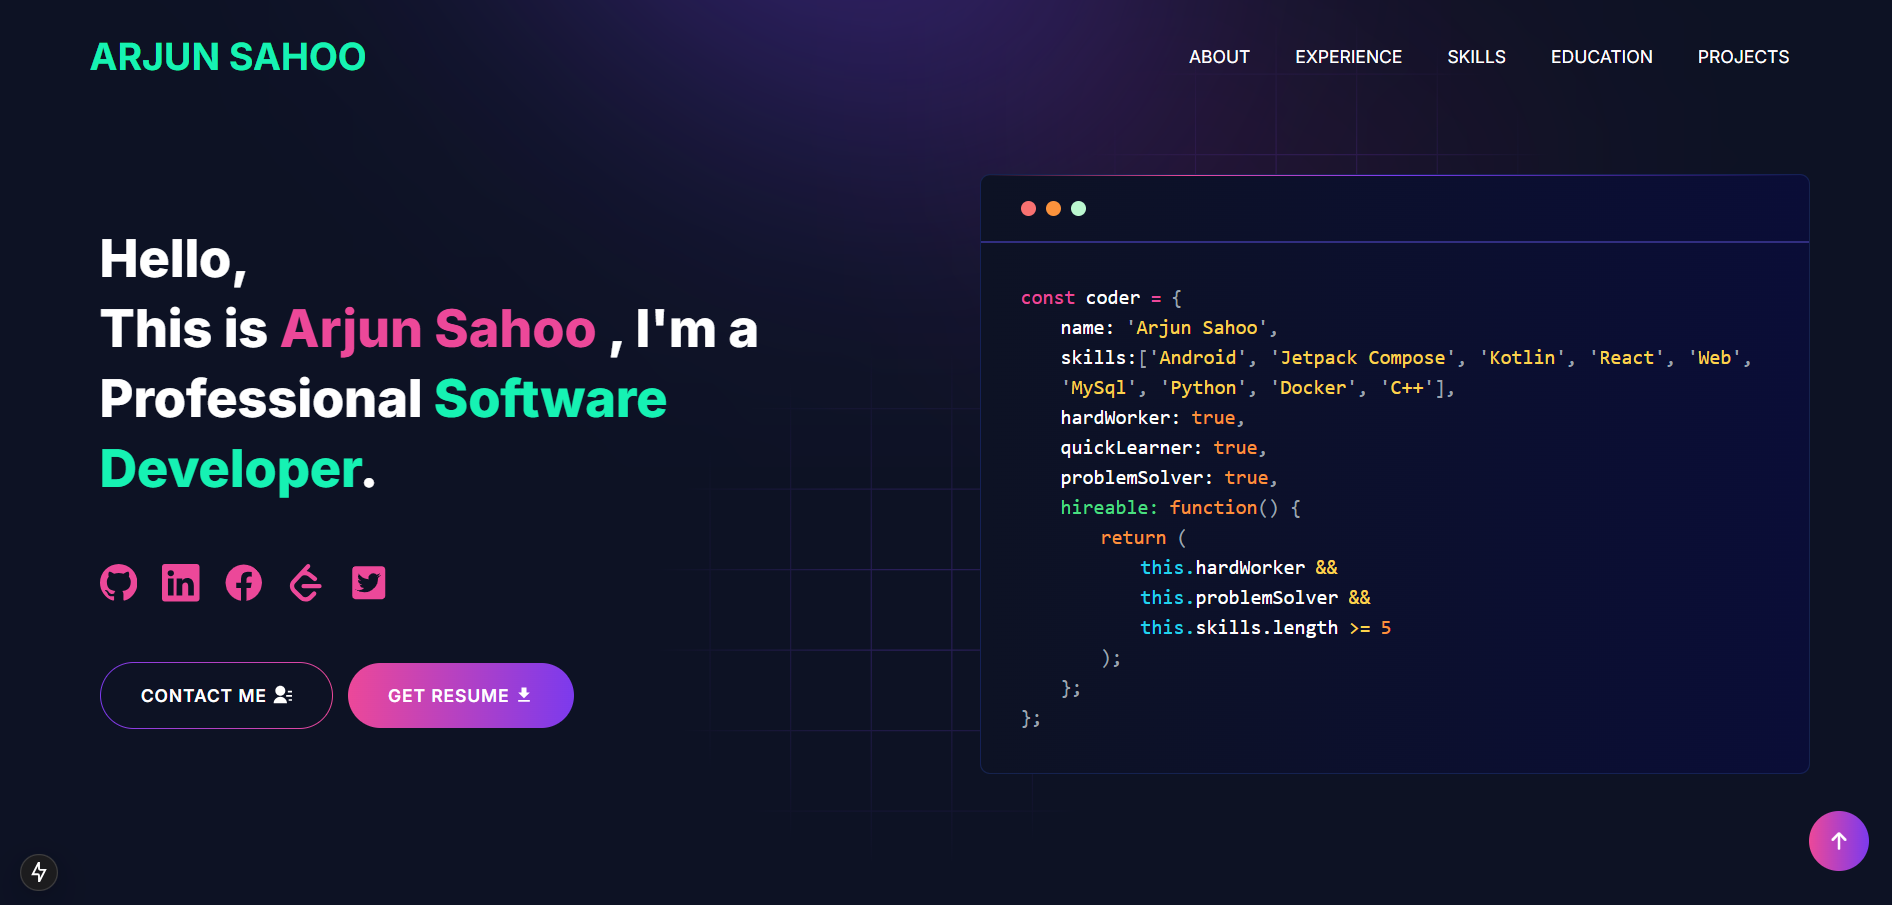 ARJUN SAHOO
ABOUT EXPERIENCE SKILLS EDUCATION PROJECTS
Hello,
This is Arjun Sahoo , I'm a
Professional Software
Developer.
CONTACT ME
GET RESUME
const coder = {
name: 'Arjun Sahoo',
skills:['Android', 'Jetpack Compose', 'Kotlin', 'React', 'Web',
'MySql', 'Python', 'Docker', 'C++'],
hardWorker: true,
quickLearner: true,
problemSolver: true,
hireable: function() {
return (
this.hardWorker &&
this.problemSolver &&
this.skills.length >= 5
);
};
};